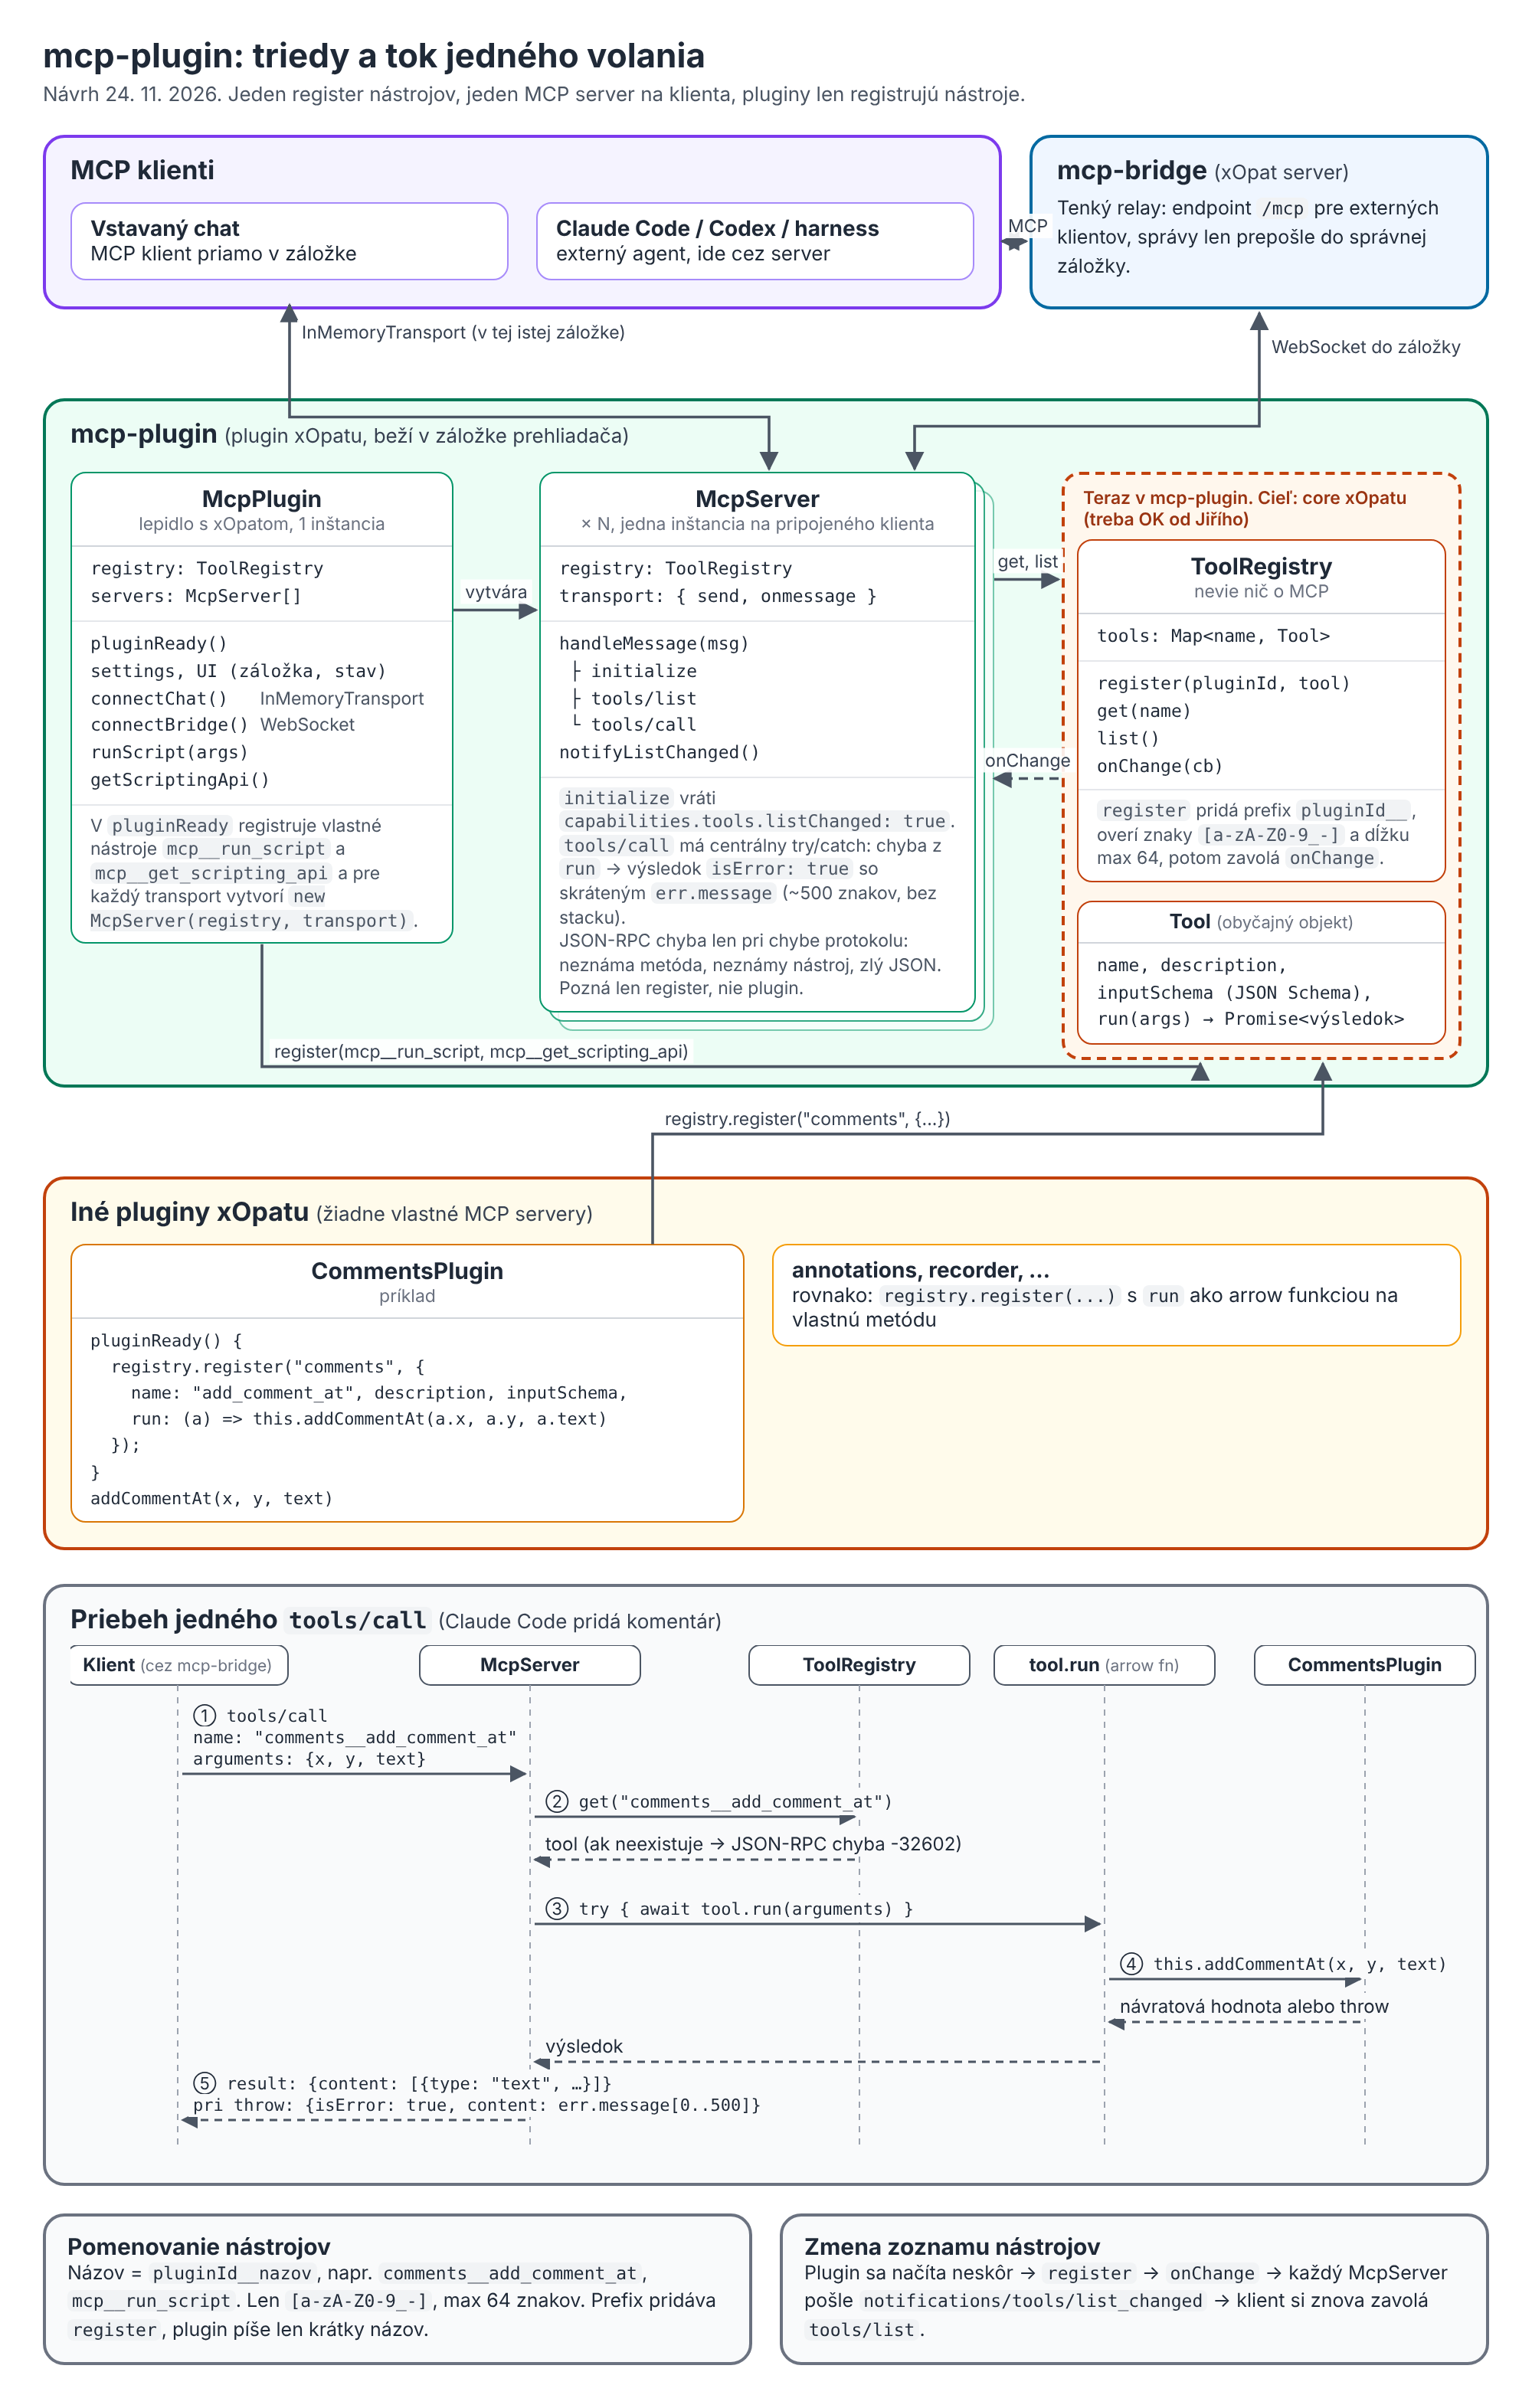 mcp-plugin: triedy a tok jedného volania
Návrh 24. 11. 2026. Jeden register nástrojov, jeden MCP server na klienta, pluginy len registrujú nástroje.
MCP klienti
Vstavaný chat
MCP klient priamo v záložke
Claude Code / Codex / harness
externý agent, ide cez server
MCP
mcp-bridge (xOpat server)
Tenký relay: endpoint /mcp pre externých
klientov, správy len prepošle do správnej
záložky.
InMemoryTransport (v tej istej záložke)
WebSocket do záložky
mcp-plugin (plugin xOpatu, beží v záložke prehliadača)
McpPlugin
lepidlo s xOpatom, 1 inštancia
registry: ToolRegistry
servers: McpServer[]
pluginReady()
settings, UI (záložka, stav)
connectChat() InMemoryTransport
connectBridge() WebSocket
runScript(args)
getScriptingApi()
V pluginReady registruje vlastné
nástroje mcp__run_script a
mcp__get_scripting_api a pre
každý transport vytvorí new
McpServer(registry, transport).
vytvára
McpServer
× N, jedna inštancia na pripojeného klienta
registry: ToolRegistry
transport: { send, onmessage }
handleMessage(msg)
├ initialize
├ tools/list
└ tools/call
notifyListChanged()
initialize vráti
capabilities.tools.listChanged: true.
tools/call má centrálny try/catch: chyba z
run → výsledok isError: true so
skráteným err.message (~500 znakov, bez
stacku).
JSON-RPC chyba len pri chybe protokolu:
neznáma metóda, neznámy nástroj, zlý JSON.
Pozná len register, nie plugin.
get, list
onChange
Teraz v mcp-plugin. Cieľ: core xOpatu
(treba OK od Jiřího)
ToolRegistry
nevie nič o MCP
tools: Map<name, Tool>
register(pluginId, tool)
get(name)
list()
onChange(cb)
register pridá prefix pluginId__,
overí znaky [a-zA-Z0-9_-] a dĺžku
max 64, potom zavolá onChange.
Tool (obyčajný objekt)
name, description,
inputSchema (JSON Schema),
run(args) → Promise<výsledok>
register(mcp__run_script, mcp__get_scripting_api)
registry.register("comments", {...})
Iné pluginy xOpatu (žiadne vlastné MCP servery)
CommentsPlugin
príklad
pluginReady() {
registry.register("comments", {
name: "add_comment_at", description, inputSchema,
run: (a) => this.addCommentAt(a.x, a.y, a.text)
});
}
addCommentAt(x, y, text)
annotations, recorder, ...
rovnako: registry.register(...) s run ako arrow funkciou na
vlastnú metódu
Priebeh jedného tools/call (Claude Code pridá komentár)
Klient (cez mcp-bridge)
McpServer
ToolRegistry
tool.run (arrow fn)
CommentsPlugin
① tools/call
name: "comments__add_comment_at"
arguments: {x, y, text}
② get("comments__add_comment_at")
tool (ak neexistuje → JSON-RPC chyba -32602)
③ try { await tool.run(arguments) }
④ this.addCommentAt(x, y, text)
návratová hodnota alebo throw
výsledok
⑤ result: {content: [{type: "text", …}]}
pri throw: {isError: true, content: err.message[0..500]}
Pomenovanie nástrojov
Názov = pluginId__nazov, napr. comments__add_comment_at,
mcp__run_script. Len [a-zA-Z0-9_-], max 64 znakov. Prefix pridáva
register, plugin píše len krátky názov.
Zmena zoznamu nástrojov
Plugin sa načíta neskôr → register → onChange → každý McpServer
pošle notifications/tools/list_changed → klient si znova zavolá
tools/list.